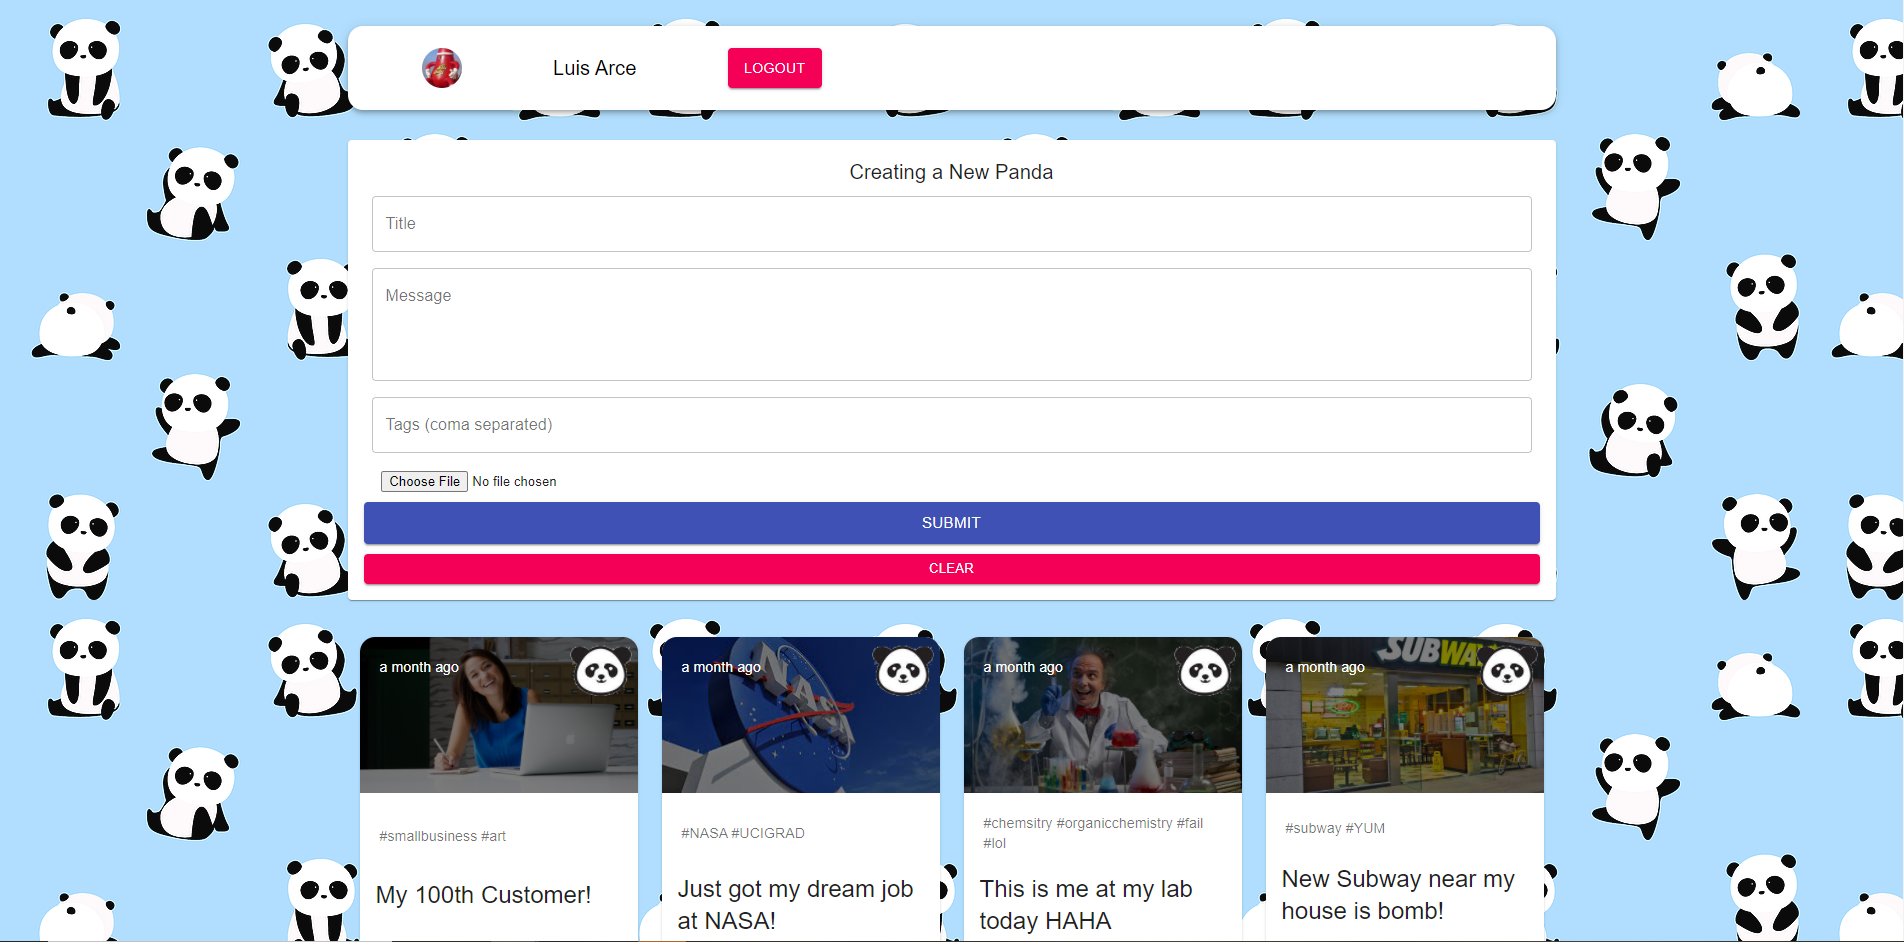 Luis Arce
LOGOUT
Creating a New Panda
Title
Message
Tags (coma separated)
Choose File No file chosen
SUBMIT
CLEAR
a month ago
NASA
#smallbusiness #art
My 100th Customer!
a month ago
#NASA #UCIGRAD
Just got my dream job
at NASA!
a month ago
#chemsitry #organicchemistry #fail
#lol
This is me at my lab
today HAHA
a month ago
SUBWA
#subway #YUM
New Subway near my
house is bomb!